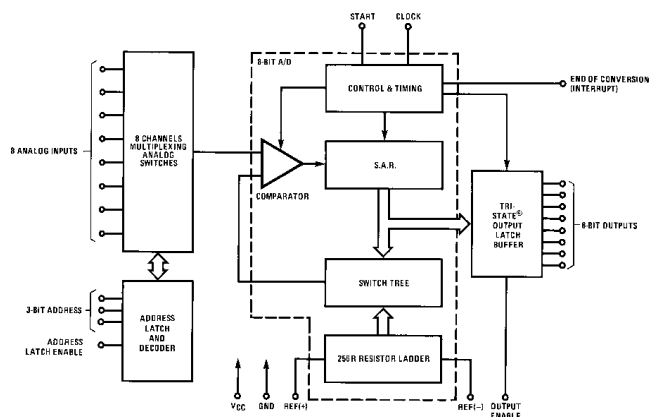 START
CLOCK
8-BIT A/D
CONTROL & TIMING
END OF CONVERSION
(INTERRUPT)
8 ANALOG INPUTS
8 CHANNELS
MULTIPLEXING
ANALOG
SWITCHES
COMPARATOR
S.A.R.
TRI-
STATE®
OUTPUT
LATCH
BUFFER
8-BIT OUTPUTS
SWITCH TREE
3-BIT ADDRESS
ADDRESS
LATCH ENABLE
ADDRESS
LATCH
AND
DECODER
256R RESISTOR LADDER
VCC
GND
REF(+)
REF(−)
OUTPUT
ENABLE